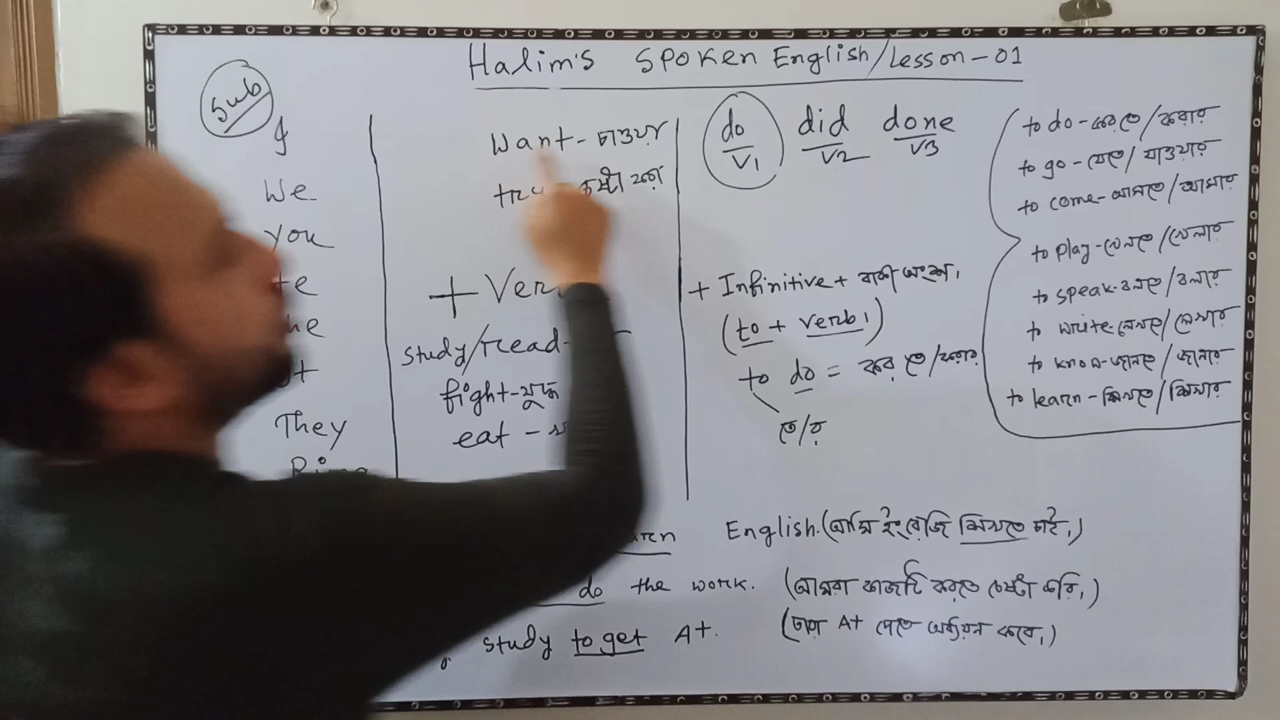 Halim's Spoken English/Lesson-01
Sub
I
We
You
They
Want - চাওয়া
চেষ্টা করা
+ Ver
study/read-
fight-যুদ্ধ
eat -
do did done
V1 V2 V3
+ Infinitive + বাকী অংশ।
(to + verb1)
to do = করতে/করার
তে/র
to do-করতে/করার
to go-যেতে/যাওয়ার
to come-আসতে/আসার
to play-খেলতে/খেলার
to speak-বলতে/বলার
to write-লেখতে/লেখার
to know-জানতে/জানার
to learn-শিখতে/শিখার
English.(আমি ইংরেজি শিখতে চাই।)
do the work. (আমরা কাজটি করতে চেষ্টা করি।)
study to get A+. (তারা A+ পেতে অধ্যয়ন করে।)